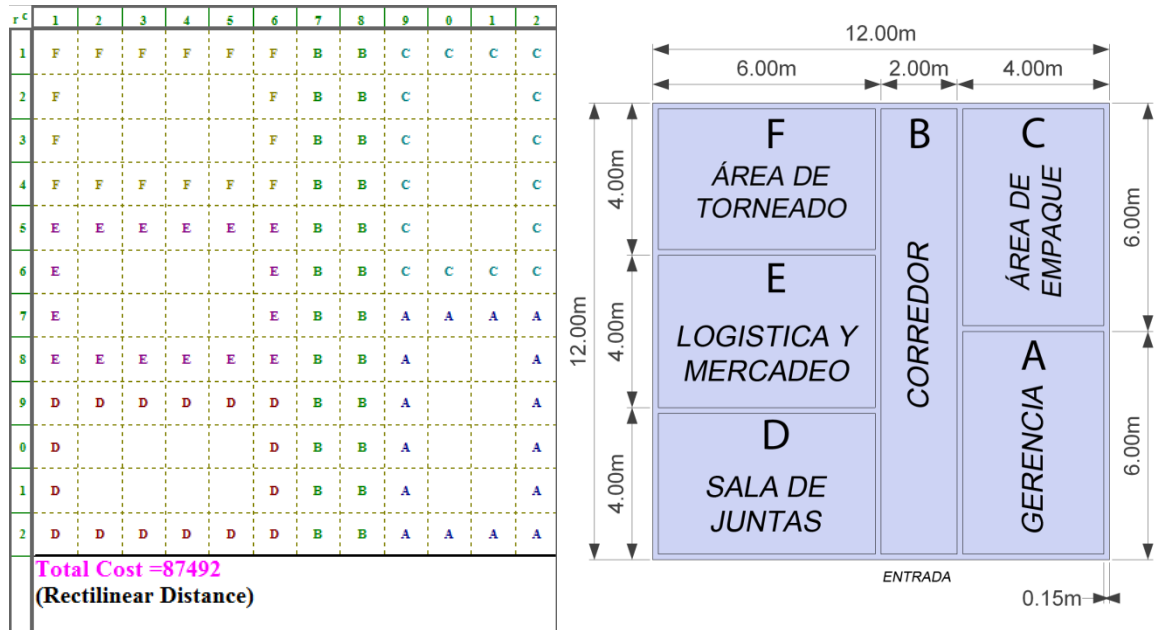 r c 1 2 3 4 5 6 7 8 9 0 1 2
1 F F F F F F B B C C C C
2 F F B B C C
3 F F B B C C
4 F F F F F F B B C C
5 E E E E E E B B C C
6 E E B B C C C C
7 E E B B A A A A
8 E E E E E E B B A A
9 D D D D D D B B A A
0 D D B B A A
1 D D B B A A
2 D D D D D D B B A A A A
Total Cost =87492
(Rectilinear Distance)
12.00m
6.00m 2.00m 4.00m
12.00m
4.00m
4.00m
4.00m
F
ÁREA DE
TORNEADO
E
LOGISTICA Y
MERCADEO
D
SALA DE
JUNTAS
B
CORREDOR
C
ÁREA DE
EMPAQUE
A
GERENCIA
6.00m
6.00m
ENTRADA
0.15m